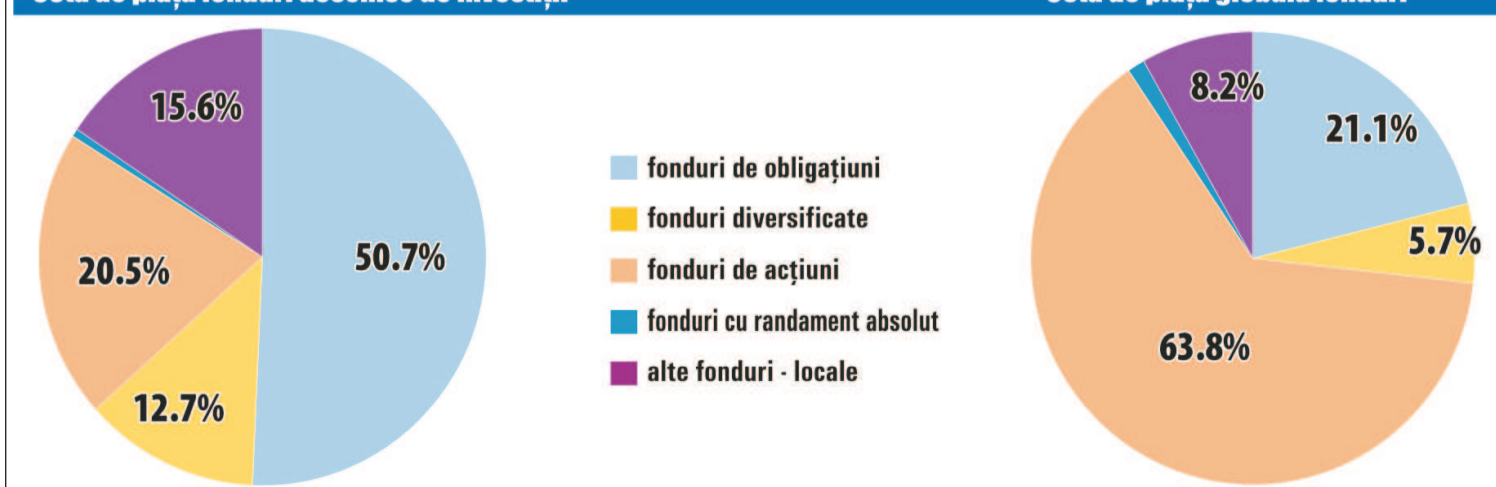 15.6%
50.7%
20.5%
12.7%
fonduri de obligațiuni
fonduri diversificate
fonduri de acțiuni
fonduri cu randament absolut
alte fonduri - locale
8.2%
21.1%
5.7%
63.8%